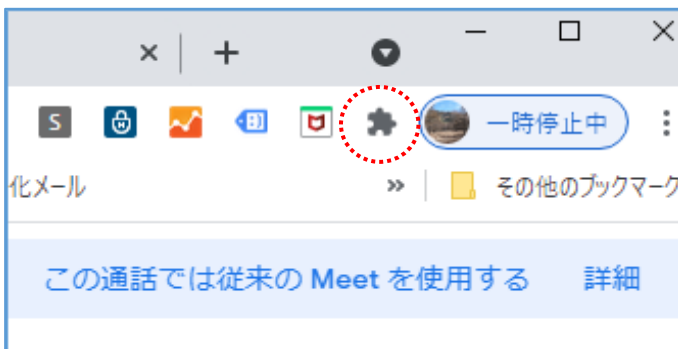 S
一時停止中
化メール
» その他のブックマーク
この通話では従来の Meet を使用する 詳細